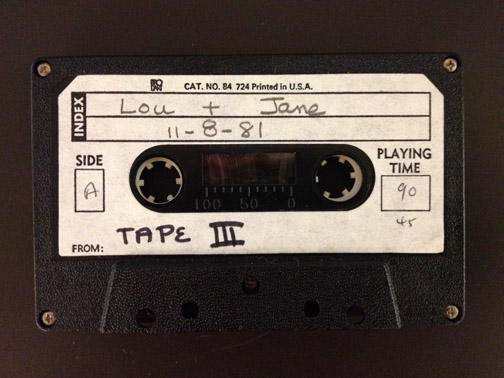 CAT. NO. 84 724 Printed in U.S.A.
INDEX
Lou + Jane
11-8-81
SIDE
A
PLAYING
TIME
90
45
100 50 0
FROM:
TAPE III